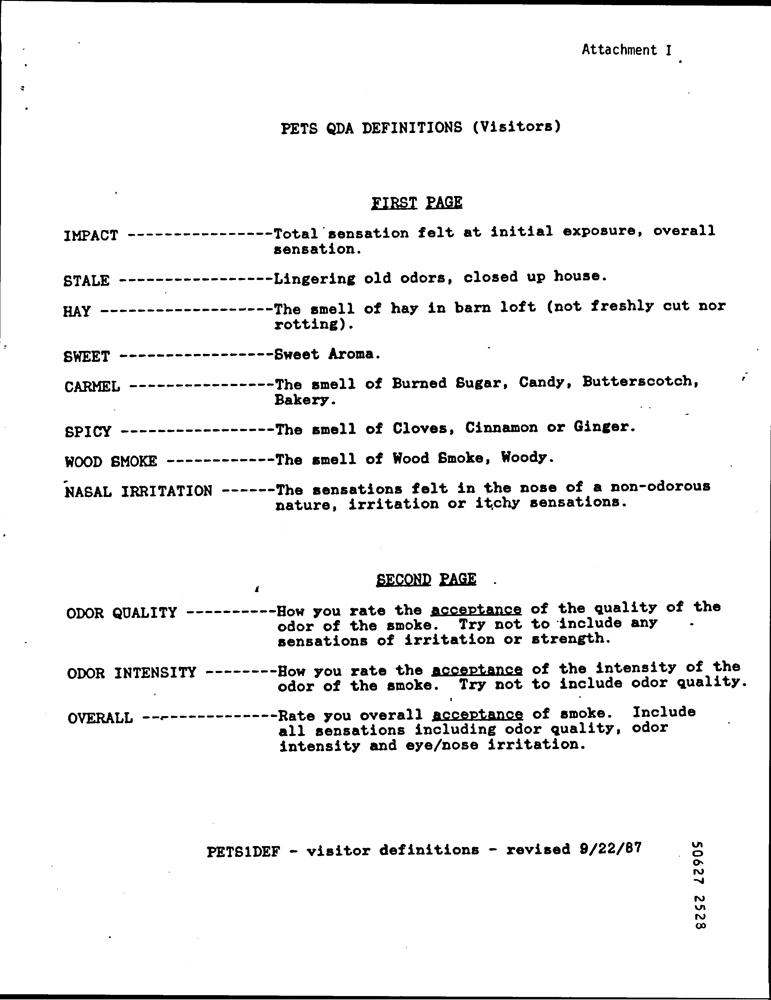 Attachment I
PETS QDA DEFINITIONS (Visitors)
FIRST PAGE
IMPACT ----------------Total sensation felt at initial exposure, overall
sensation.
STALE -----------------Lingering old odors, closed up house.
HAY -------------------The smell of hay in barn loft (not freshly cut nor
rotting).
SWEET -----------------Sweet Aroma.
CARMEL ----------------The smell of Burned Sugar, Candy, Butterscotch,
Bakery.
SPICY -----------------The smell of Cloves, Cinnamon or Ginger.
WOOD SMOKE ------------The smell of Wood Smoke, Woody.
NASAL IRRITATION ------The sensations felt in the nose of a non-odorous
nature, irritation or itchy sensations.
SECOND PAGE
ODOR QUALITY ----------How you rate the acceptance of the quality of the
odor of the smoke. Try not to include any
sensations of irritation or strength.
ODOR INTENSITY --------How you rate the acceptance of the intensity of the
odor of the smoke. Try not to include odor quality.
OVERALL ---------------Rate you overall acceptance of smoke. Include
all sensations including odor quality, odor
intensity and eye/nose irritation.
PETS1DEF - visitor definitions - revised 9/22/87
50627 2528